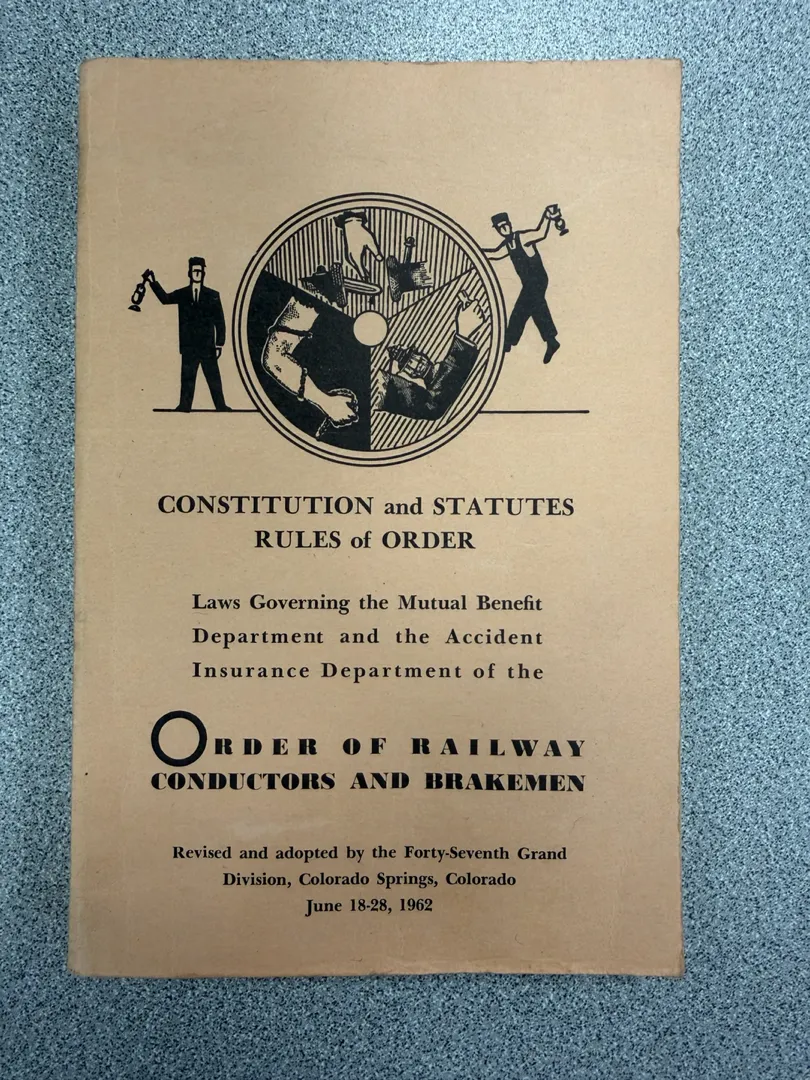 CONSTITUTION and STATUTES
RULES of ORDER
Laws Governing the Mutual Benefit
Department and the Accident
Insurance Department of the
ORDER OF RAILWAY
CONDUCTORS AND BRAKEMEN
Revised and adopted by the Forty-Seventh Grand
Division, Colorado Springs, Colorado
June 18-28, 1962